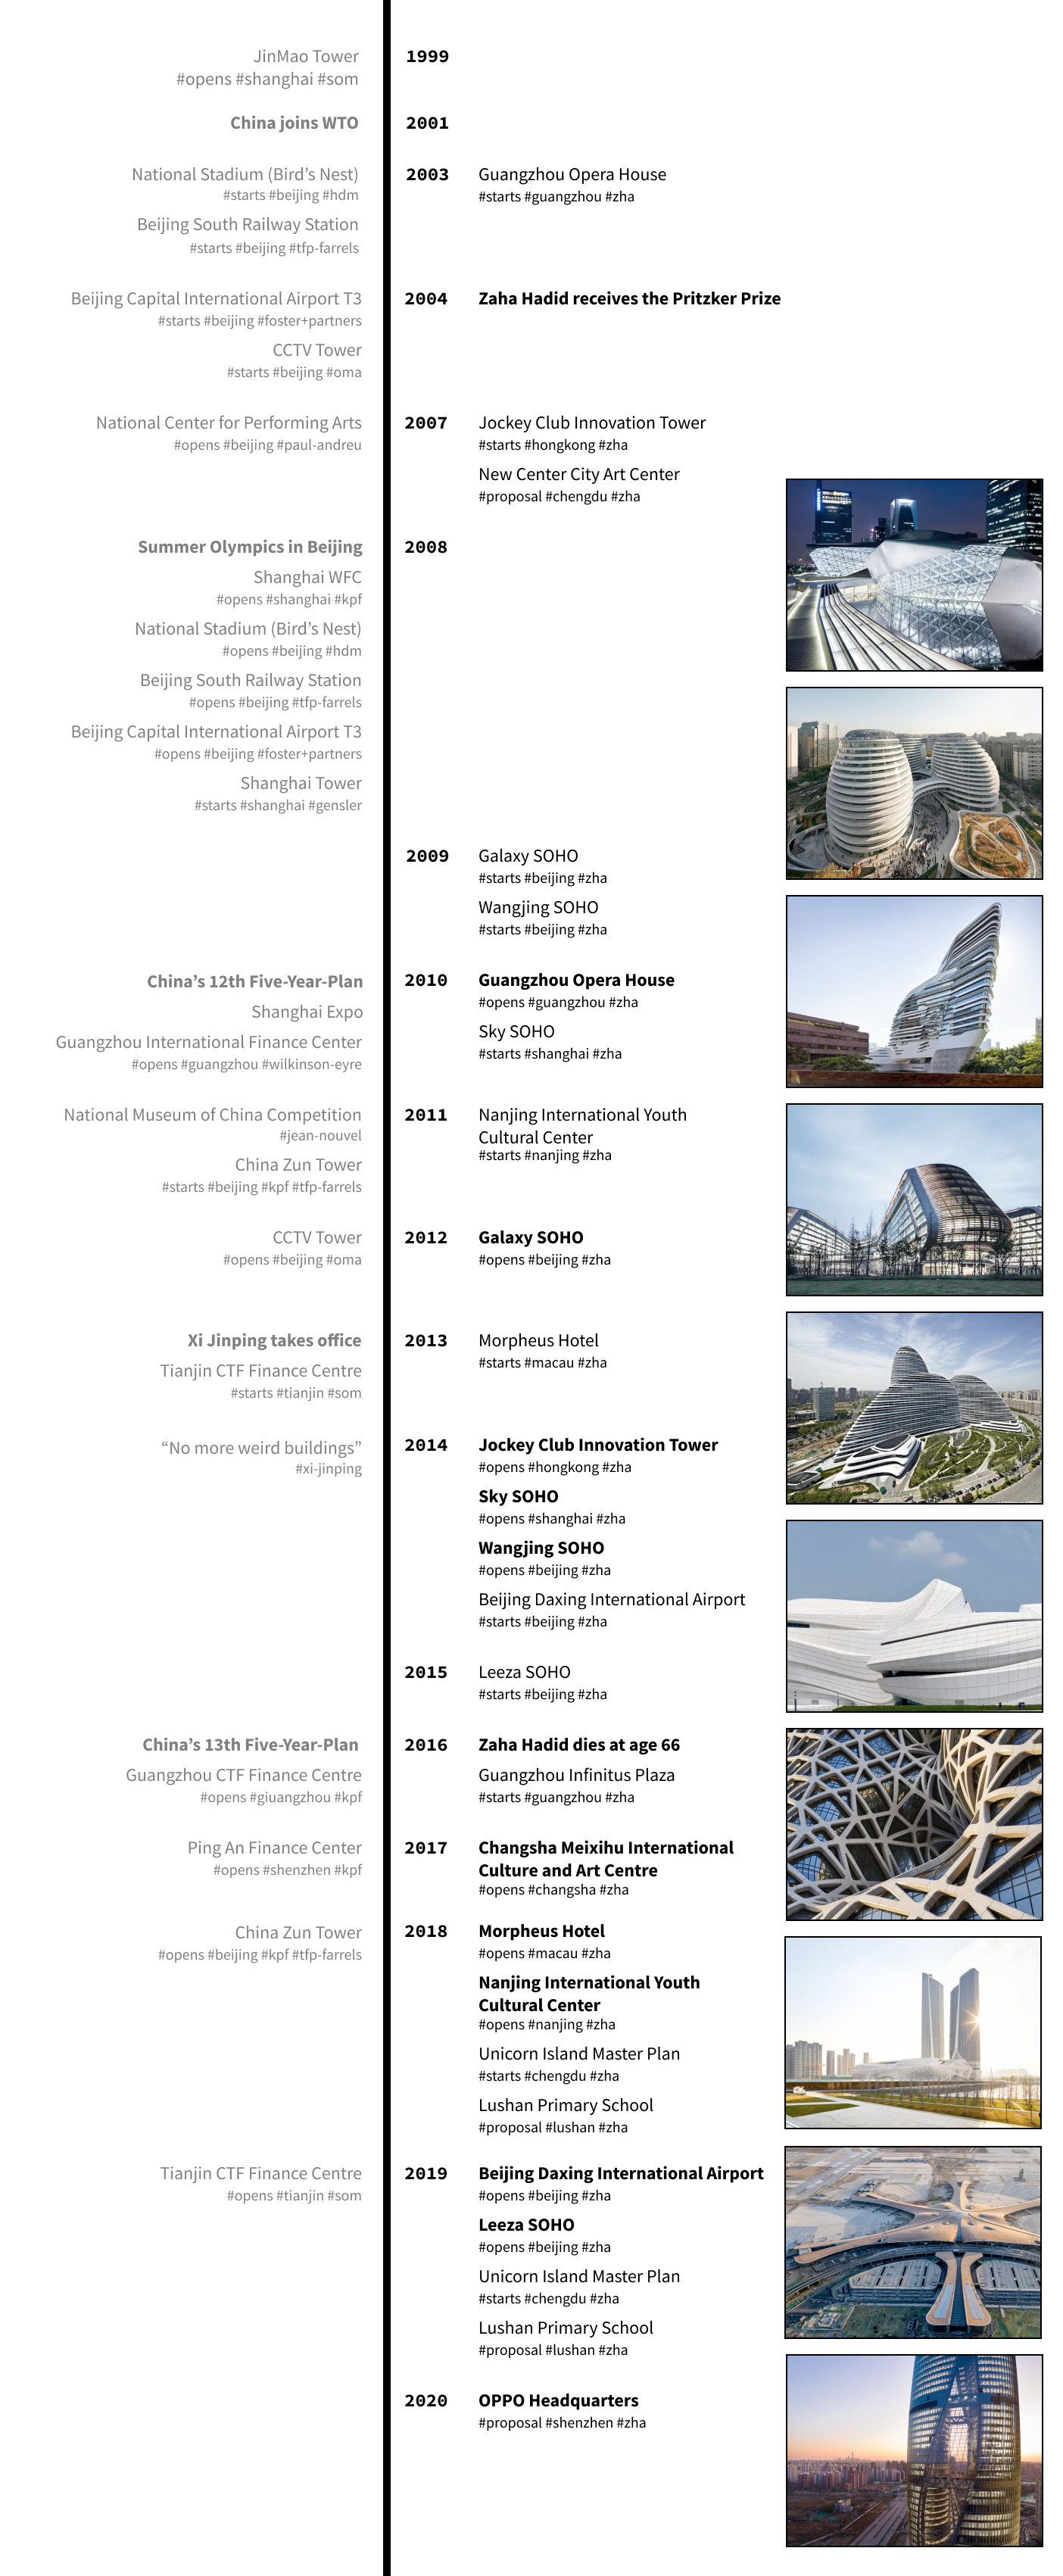 JinMao Tower
#opens #shanghai #som
1999
China joins WTO
2001
National Stadium (Bird’s Nest)
#starts #beijing #hdm
Beijing South Railway Station
#starts #beijing #tfp-farrels
2003
Guangzhou Opera House
#starts #guangzhou #zha
Beijing Capital International Airport T3
#starts #beijing #foster+partners
CCTV Tower
#starts #beijing #oma
2004
Zaha Hadid receives the Pritzker Prize
National Center for Performing Arts
#opens #beijing #paul-andreu
2007
Jockey Club Innovation Tower
#starts #hongkong #zha
New Center City Art Center
#proposal #chengdu #zha
Summer Olympics in Beijing
Shanghai WFC
#opens #shanghai #kpf
National Stadium (Bird’s Nest)
#opens #beijing #hdm
Beijing South Railway Station
#opens #beijing #tfp-farrels
Beijing Capital International Airport T3
#opens #beijing #foster+partners
Shanghai Tower
#starts #shanghai #gensler
2008
2009
Galaxy SOHO
#starts #beijing #zha
Wangjing SOHO
#starts #beijing #zha
China’s 12th Five-Year-Plan
Shanghai Expo
Guangzhou International Finance Center
#opens #guangzhou #wilkinson-eyre
2010
Guangzhou Opera House
#opens #guangzhou #zha
Sky SOHO
#starts #shanghai #zha
National Museum of China Competition
#jean-nouvel
China Zun Tower
#starts #beijing #kpf #tfp-farrels
2011
Nanjing International Youth
Cultural Center
#starts #nanjing #zha
CCTV Tower
#opens #beijing #oma
2012
Galaxy SOHO
#opens #beijing #zha
Xi Jinping takes office
Tianjin CTF Finance Centre
#starts #tianjin #som
2013
Morpheus Hotel
#starts #macau #zha
“No more weird buildings”
#xi-jinping
2014
Jockey Club Innovation Tower
#opens #hongkong #zha
Sky SOHO
#opens #shanghai #zha
Wangjing SOHO
#opens #beijing #zha
Beijing Daxing International Airport
#starts #beijing #zha
2015
Leeza SOHO
#starts #beijing #zha
China’s 13th Five-Year-Plan
Guangzhou CTF Finance Centre
#opens #giuangzhou #kpf
2016
Zaha Hadid dies at age 66
Guangzhou Infinitus Plaza
#starts #guangzhou #zha
Ping An Finance Center
#opens #shenzhen #kpf
2017
Changsha Meixihu International
Culture and Art Centre
#opens #changsha #zha
China Zun Tower
#opens #beijing #kpf #tfp-farrels
2018
Morpheus Hotel
#opens #macau #zha
Nanjing International Youth
Cultural Center
#opens #nanjing #zha
Unicorn Island Master Plan
#starts #chengdu #zha
Lushan Primary School
#proposal #lushan #zha
Tianjin CTF Finance Centre
#opens #tianjin #som
2019
Beijing Daxing International Airport
#opens #beijing #zha
Leeza SOHO
#opens #beijing #zha
Unicorn Island Master Plan
#starts #chengdu #zha
Lushan Primary School
#proposal #lushan #zha
2020
OPPO Headquarters
#proposal #shenzhen #zha